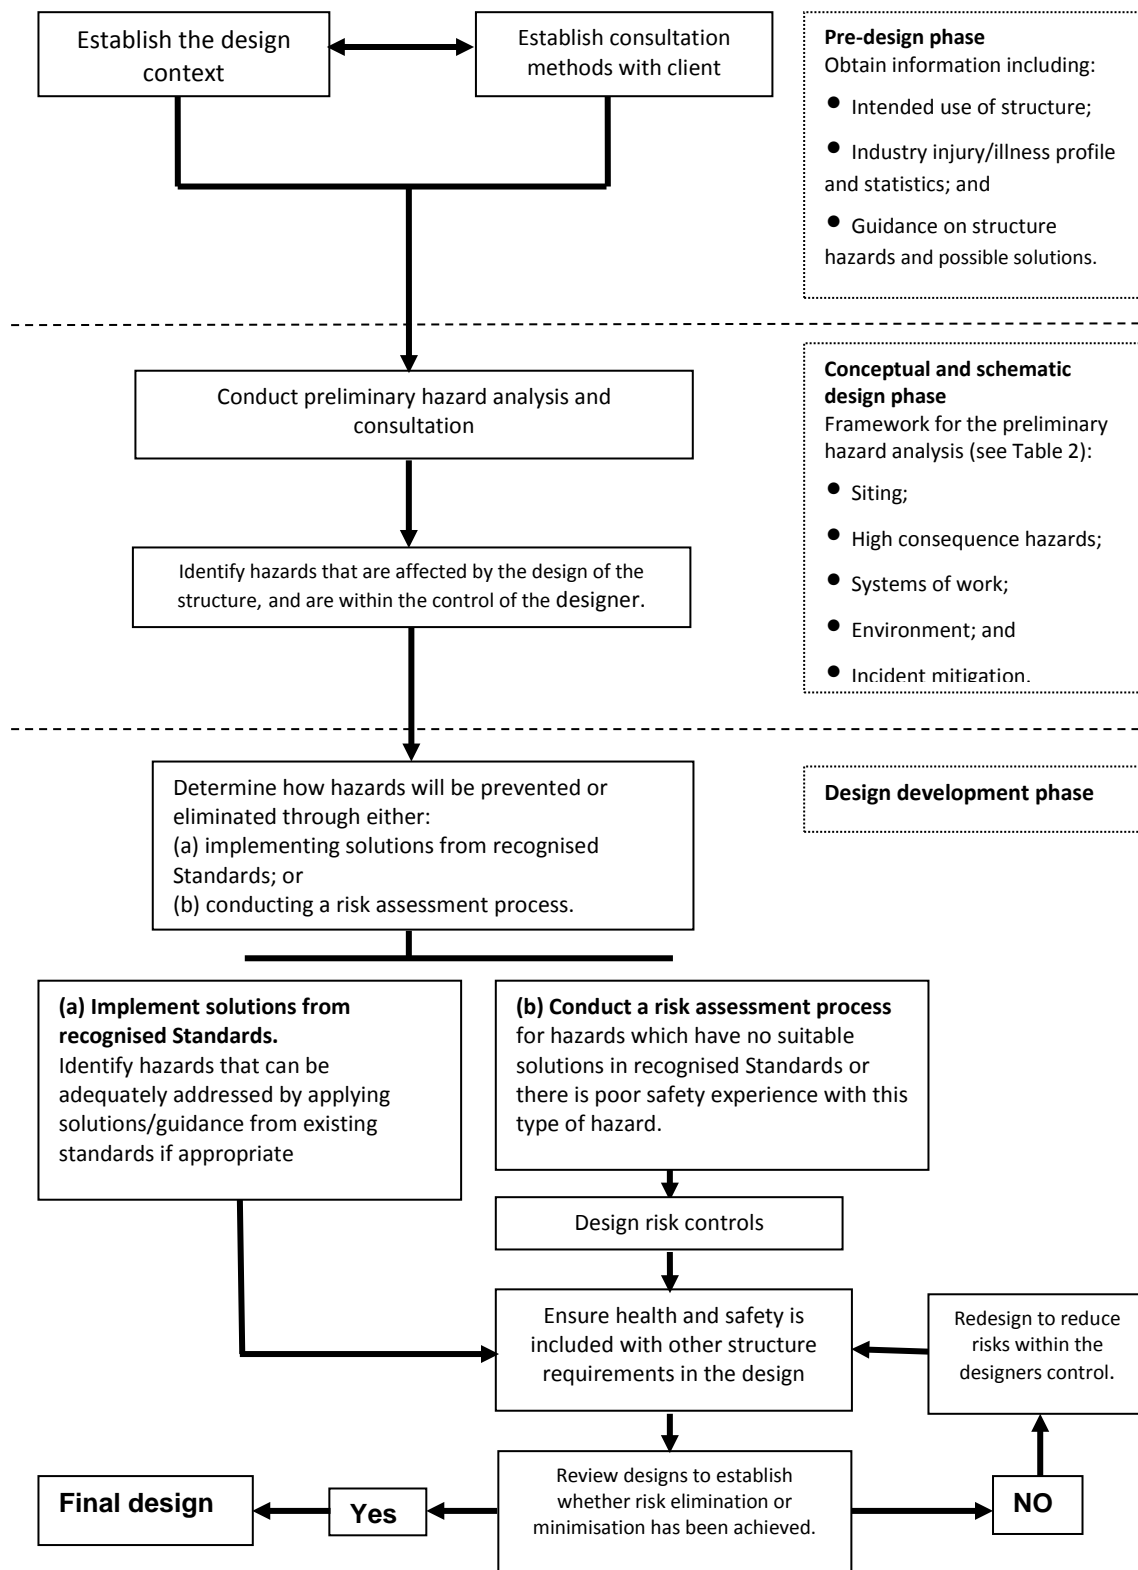 Establish the design
context
Establish consultation
methods with client
Pre-design phase
Obtain information including:
• Intended use of structure;
• Industry injury/illness profile
and statistics; and
• Guidance on structure
hazards and possible solutions.
Conduct preliminary hazard analysis and
consultation
Conceptual and schematic
design phase
Framework for the preliminary
hazard analysis (see Table 2):
• Siting;
• High consequence hazards;
• Systems of work;
• Environment; and
• Incident mitigation.
Identify hazards that are affected by the design of the
structure, and are within the control of the designer.
Determine how hazards will be prevented or
eliminated through either:
(a) implementing solutions from recognised
Standards; or
(b) conducting a risk assessment process.
Design development phase
(a) Implement solutions from
recognised Standards.
Identify hazards that can be
adequately addressed by applying
solutions/guidance from existing
standards if appropriate
(b) Conduct a risk assessment process
for hazards which have no suitable
solutions in recognised Standards or
there is poor safety experience with this
type of hazard.
Design risk controls
Ensure health and safety is
included with other structure
requirements in the design
Redesign to reduce
risks within the
designers control.
Review designs to establish
whether risk elimination or
minimisation has been achieved.
Final design
Yes
NO